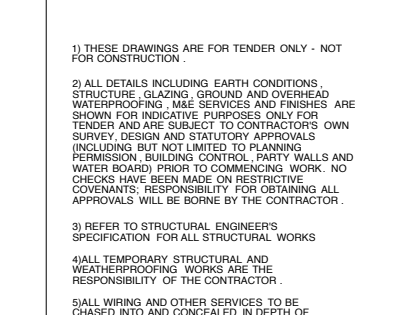 1) THESE DRAWINGS ARE FOR TENDER ONLY - NOT
FOR CONSTRUCTION .
2) ALL DETAILS INCLUDING EARTH CONDITIONS ,
STRUCTURE , GLAZING , GROUND AND OVERHEAD
WATERPROOFING , M&E SERVICES AND FINISHES ARE
SHOWN FOR INDICATIVE PURPOSES ONLY FOR
TENDER AND ARE SUBJECT TO CONTRACTOR'S OWN
SURVEY, DESIGN AND STATUTORY APPROVALS
(INCLUDING BUT NOT LIMITED TO PLANNING
PERMISSION , BUILDING CONTROL , PARTY WALLS AND
WATER BOARD) PRIOR TO COMMENCING WORK. NO
CHECKS HAVE BEEN MADE ON RESTRICTIVE
COVENANTS; RESPONSIBILITY FOR OBTAINING ALL
APPROVALS WILL BE BORNE BY THE CONTRACTOR .
3) REFER TO STRUCTURAL ENGINEER'S
SPECIFICATION FOR ALL STRUCTURAL WORKS
4)ALL TEMPORARY STRUCTURAL AND
WEATHERPROOFING WORKS ARE THE
RESPONSIBILITY OF THE CONTRACTOR .
5)ALL WIRING AND OTHER SERVICES TO BE
CHASED INTO AND CONCEALED IN DEPTH OF